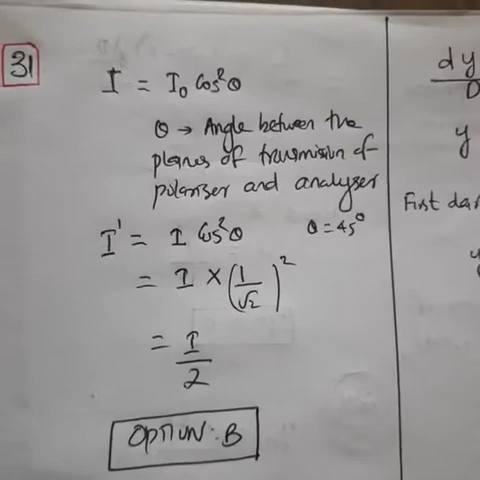 31
I = I₀ Cos²θ
θ → Angle between the
planes of transmission of
polariser and analyser
I' = I Cos²θ θ = 45°
= I × (1/√2)²
= I/2
OPTION: B
dy
D
y
First dar
y